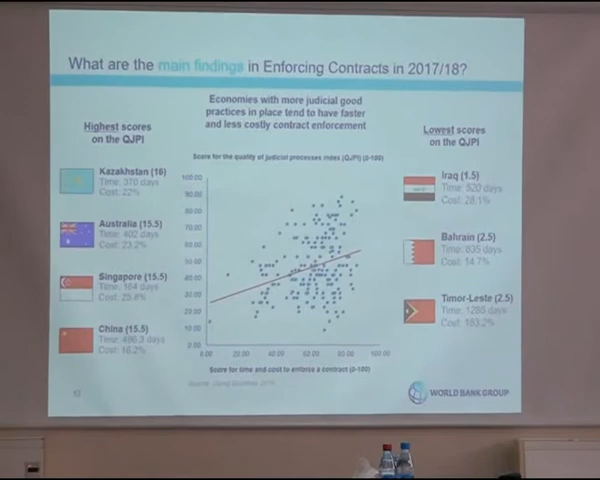 What are the main findings in Enforcing Contracts in 2017/18?
Highest scores
on the QJPI
Kazakhstan (16)
Time: 370 days
Cost: 22%
Australia (15.5)
Time: 402 days
Cost: 23.2%
Singapore (15.5)
Time: 164 days
Cost: 25.8%
China (15.5)
Time: 496.3 days
Cost: 16.2%
Economies with more judicial good
practices in place tend to have faster
and less costly contract enforcement
Score for the quality of judicial processes index (QJPI) (0-100)
100.00
90.00
80.00
70.00
60.00
50.00
40.00
30.00
20.00
10.00
0.00
0.00 20.00 40.00 60.00 80.00 100.00
Score for time and cost to enforce a contract (0-100)
Lowest scores
on the QJPI
Iraq (1.5)
Time: 520 days
Cost: 28.1%
Bahrain (2.5)
Time: 635 days
Cost: 14.7%
Timor-Leste (2.5)
Time: 1285 days
Cost: 163.2%
WORLD BANK GROUP